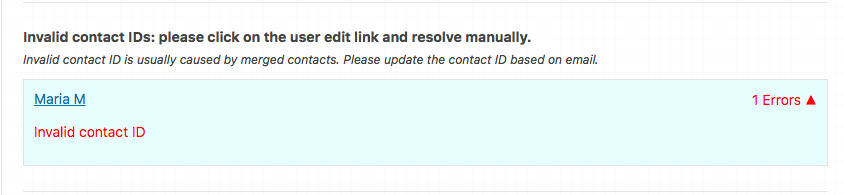 Invalid contact IDs: please click on the user edit link and resolve manually.
Invalid contact ID is usually caused by merged contacts. Please update the contact ID based on email.
Maria M
1 Errors ▲
Invalid contact ID